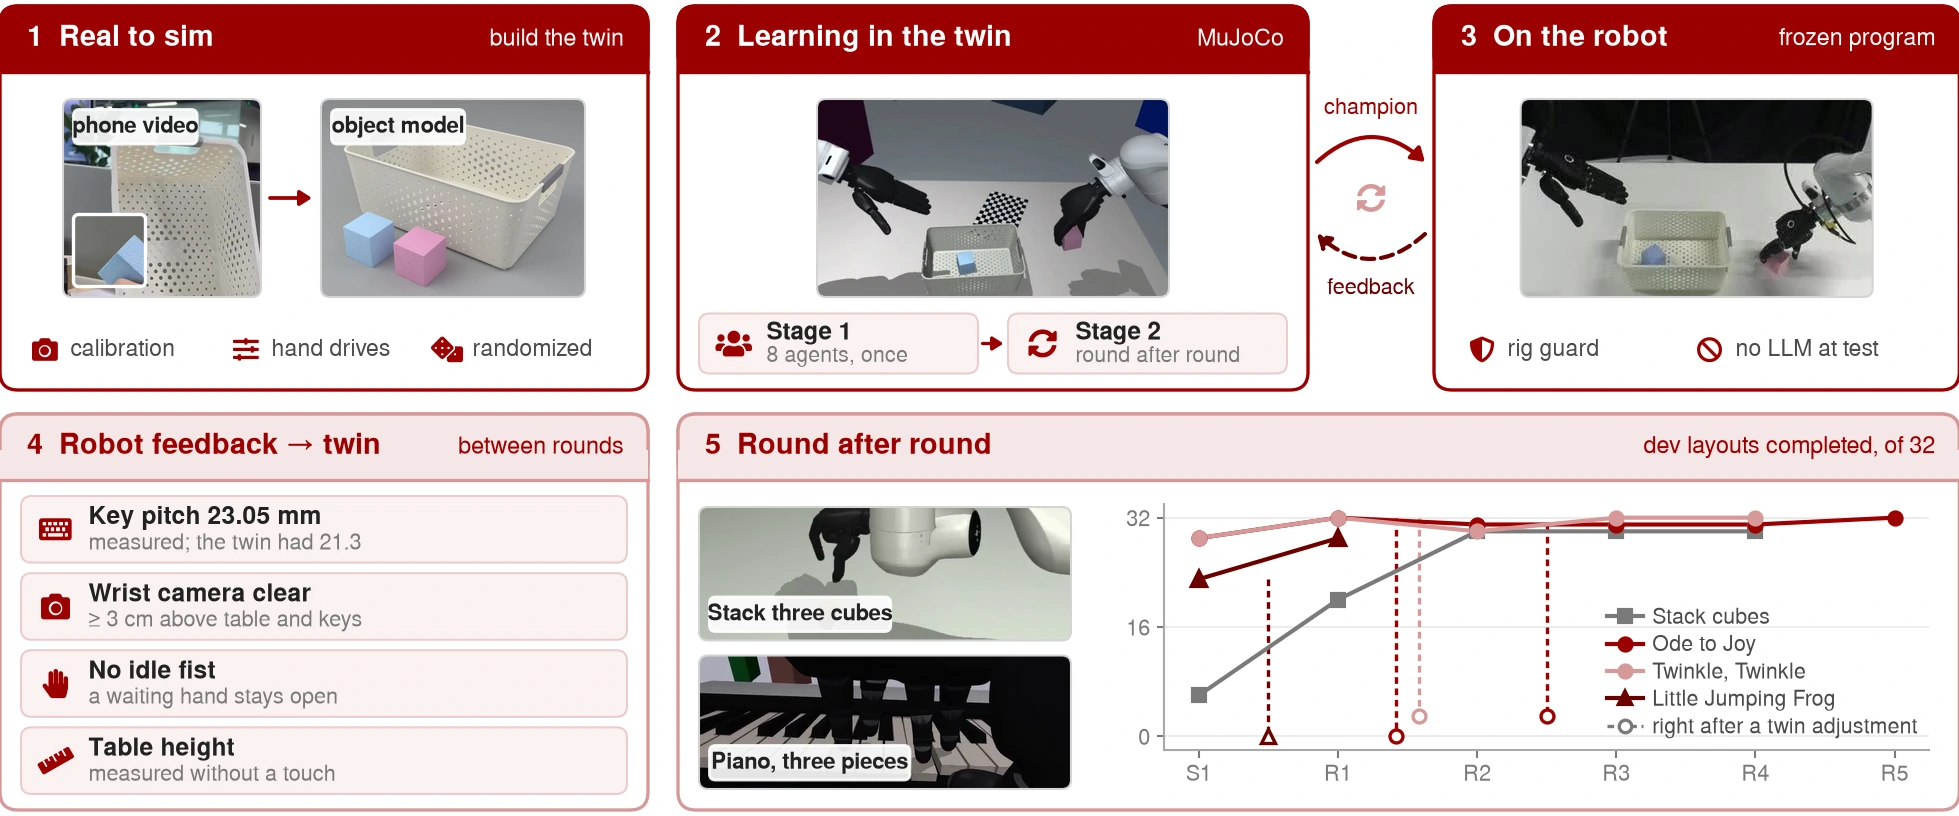 1 Real to sim
build the twin
phone video
object model
calibration
hand drives
randomized
2 Learning in the twin
MuJoCo
Stage 1
8 agents, once
Stage 2
round after round
champion
feedback
3 On the robot
frozen program
rig guard
no LLM at test
4 Robot feedback → twin
between rounds
Key pitch 23.05 mm
measured; the twin had 21.3
Wrist camera clear
≥ 3 cm above table and keys
No idle fist
a waiting hand stays open
Table height
measured without a touch
5 Round after round
dev layouts completed, of 32
Stack three cubes
Piano, three pieces
32
16
0
S1
R1
R2
R3
R4
R5
Stack cubes
Ode to Joy
Twinkle, Twinkle
Little Jumping Frog
right after a twin adjustment